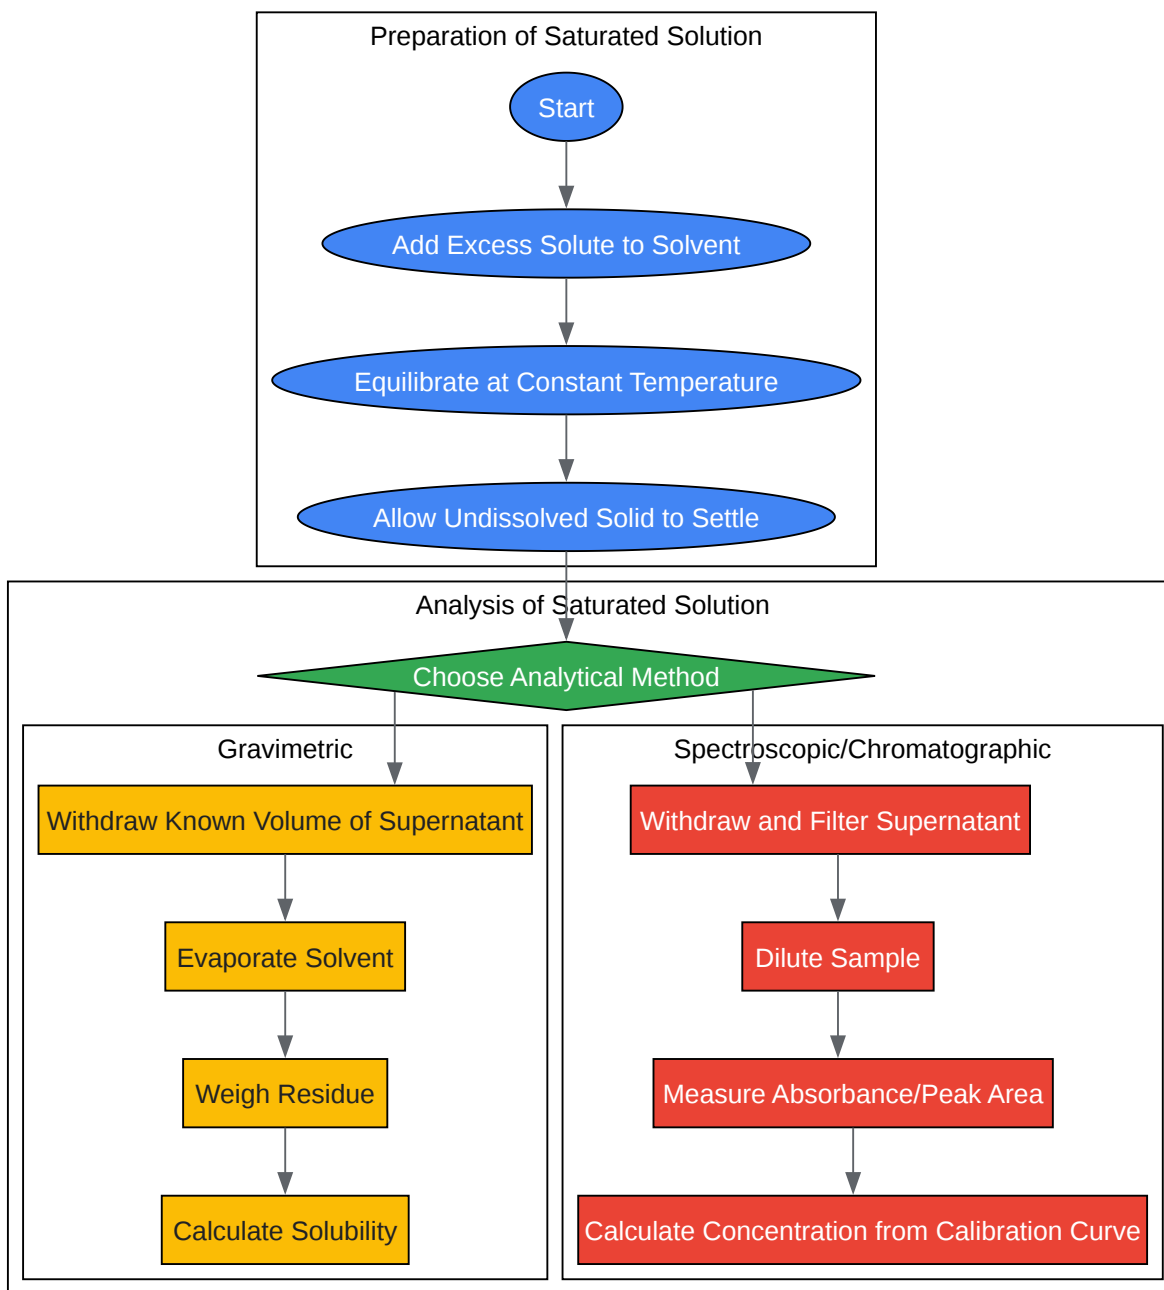 Preparation of Saturated Solution
Start
Add Excess Solute to Solvent
Equilibrate at Constant Temperature
Allow Undissolved Solid to Settle
Analysis of Saturated Solution
Choose Analytical Method
Gravimetric
Withdraw Known Volume of Supernatant
Evaporate Solvent
Weigh Residue
Calculate Solubility
Spectroscopic/Chromatographic
Withdraw and Filter Supernatant
Dilute Sample
Measure Absorbance/Peak Area
Calculate Concentration from Calibration Curve